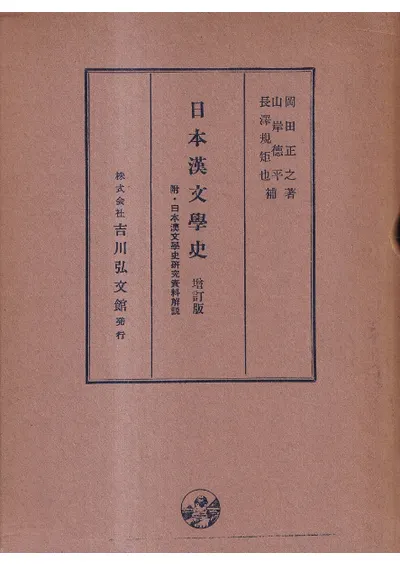 岡田正之著
山岸德平
長澤規矩也補
日本漢文學史 增訂版
附・日本漢文學史研究資料解説
株式会社 吉川弘文館 発行